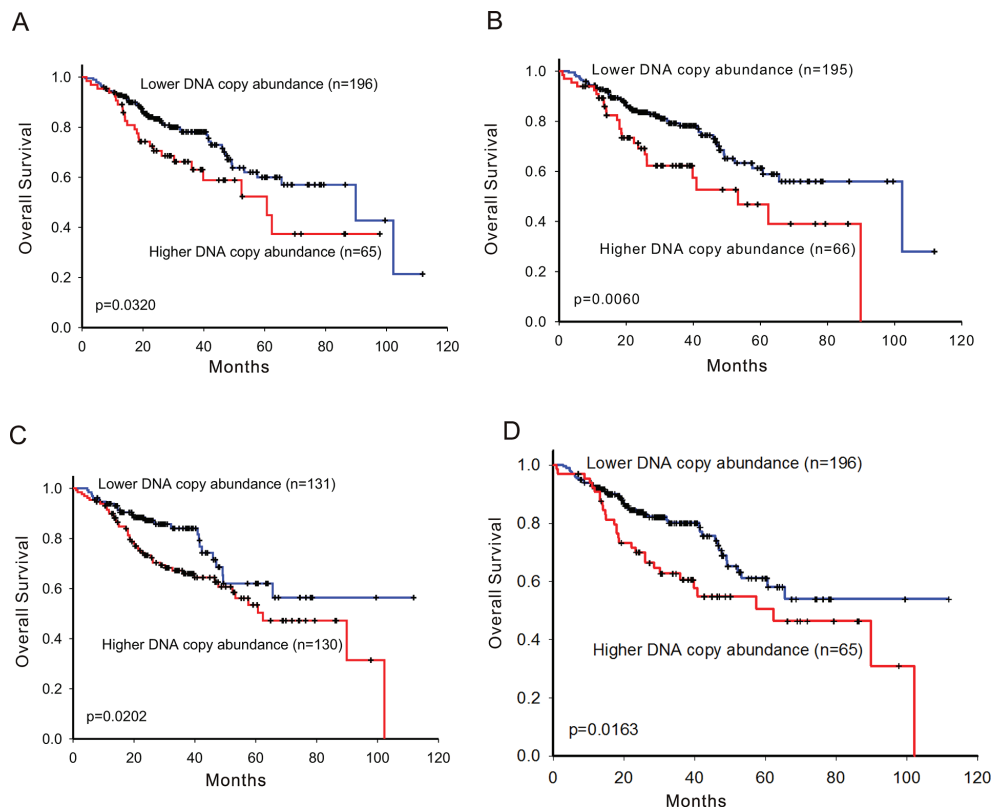 A
Lower DNA copy abundance (n=196)
Higher DNA copy abundance (n=65)
p=0.0320
Overall Survival
1.0
0.8
0.6
0.4
0.2
0.0
0 20 40 60 80 100 120
Months
B
Lower DNA copy abundance (n=195)
Higher DNA copy abundance (n=66)
p=0.0060
Overall Survival
1.0
0.8
0.6
0.4
0.2
0.0
0 20 40 60 80 100 120
Months
C
Lower DNA copy abundance (n=131)
Higher DNA copy abundance (n=130)
p=0.0202
Overall Survival
1.0
0.8
0.6
0.4
0.2
0.0
0 20 40 60 80 100 120
Months
D
Lower DNA copy abundance (n=196)
Higher DNA copy abundance (n=65)
p=0.0163
Overall Survival
1.0
0.8
0.6
0.4
0.2
0.0
0 20 40 60 80 100 120
Months